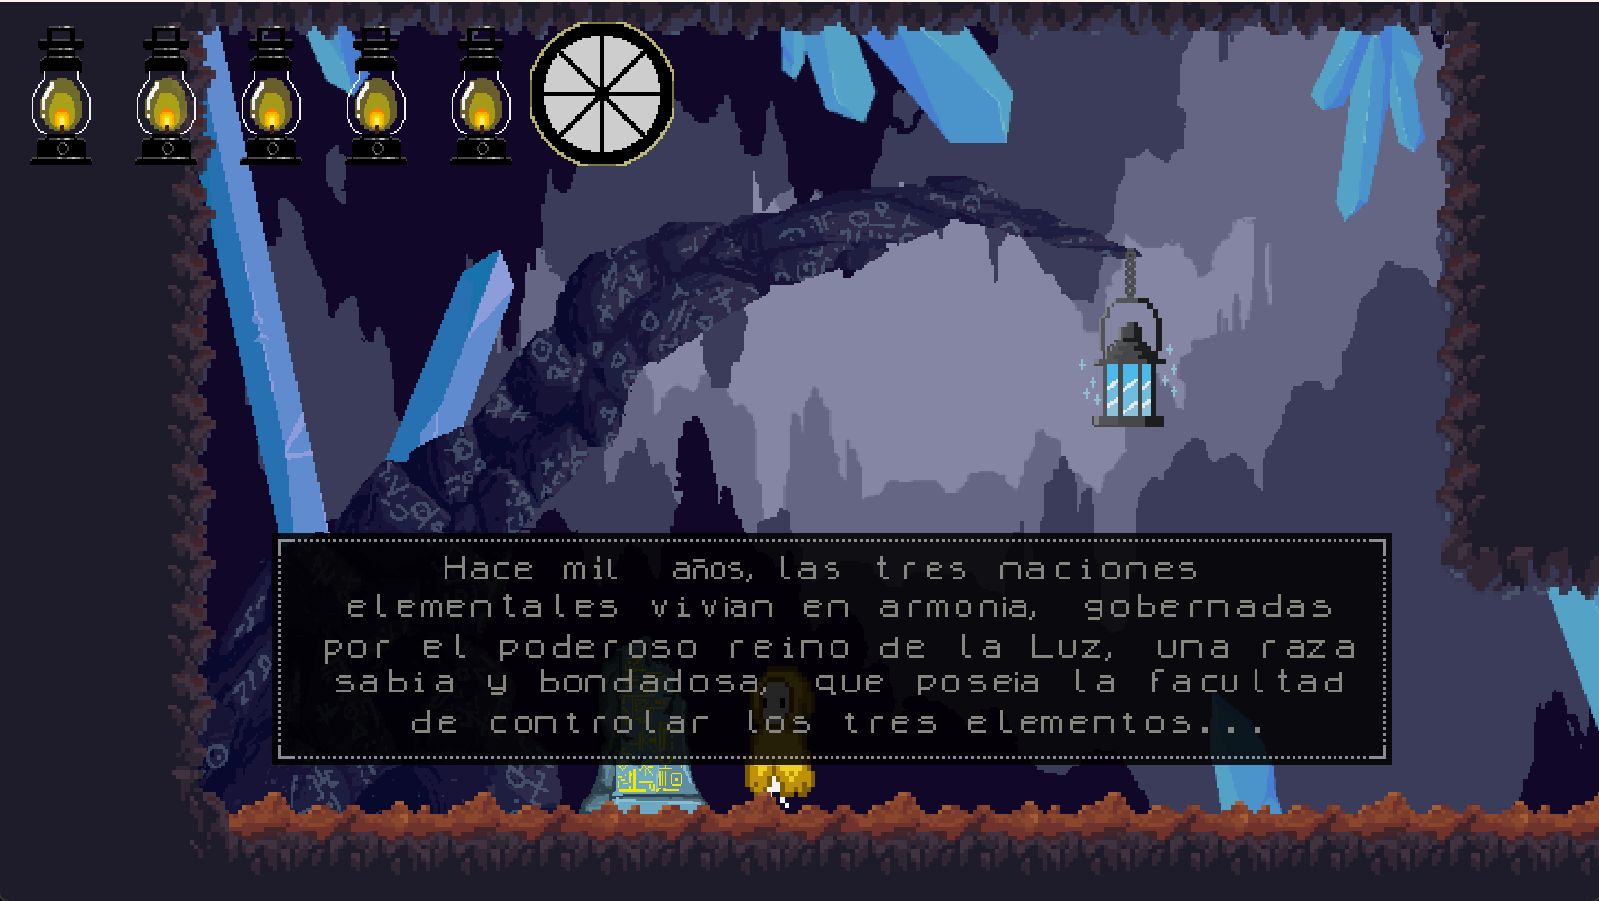 Hace mil años, las tres naciones
elementales vivian en armonia, gobernadas
por el poderoso reino de la Luz, una raza
sabia y bondadosa, que poseia la facultad
de controlar los tres elementos...